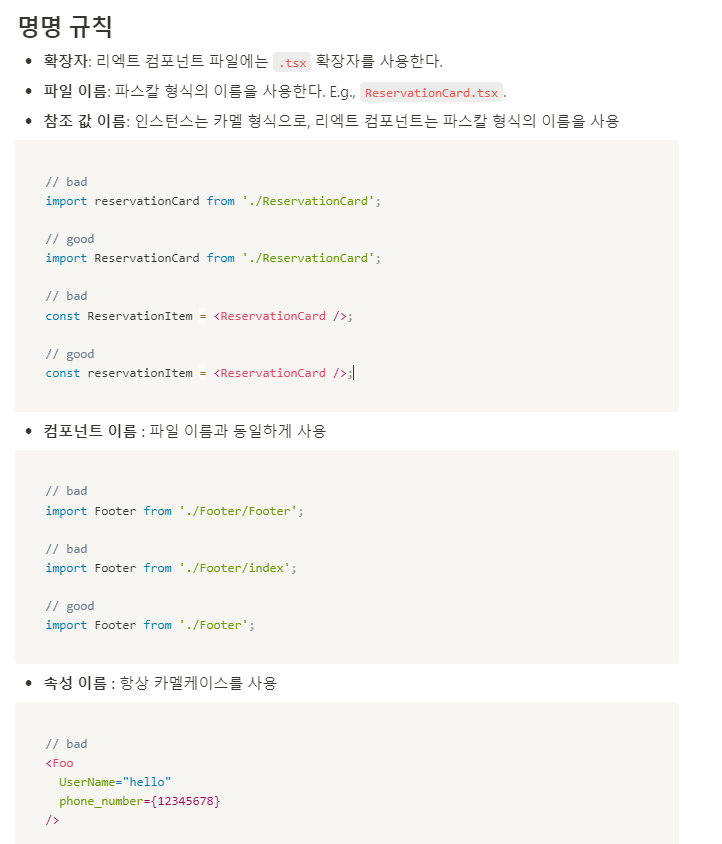 명명 규칙
확장자: 리엑트 컴포넌트 파일에는 .tsx 확장자를 사용한다.
파일 이름: 파스칼 형식의 이름을 사용한다. E.g., ReservationCard.tsx.
참조 값 이름: 인스턴스는 카멜 형식으로, 리엑트 컴포넌트는 파스칼 형식의 이름을 사용
// bad
import reservationCard from './ReservationCard';
// good
import ReservationCard from './ReservationCard';
// bad
const ReservationItem = <ReservationCard />;
// good
const reservationItem = <ReservationCard />;
컴포넌트 이름 : 파일 이름과 동일하게 사용
// bad
import Footer from './Footer/Footer';
// bad
import Footer from './Footer/index';
// good
import Footer from './Footer';
속성 이름 : 항상 카멜케이스를 사용
// bad
<Foo
UserName="hello"
phone_number={12345678}
/>